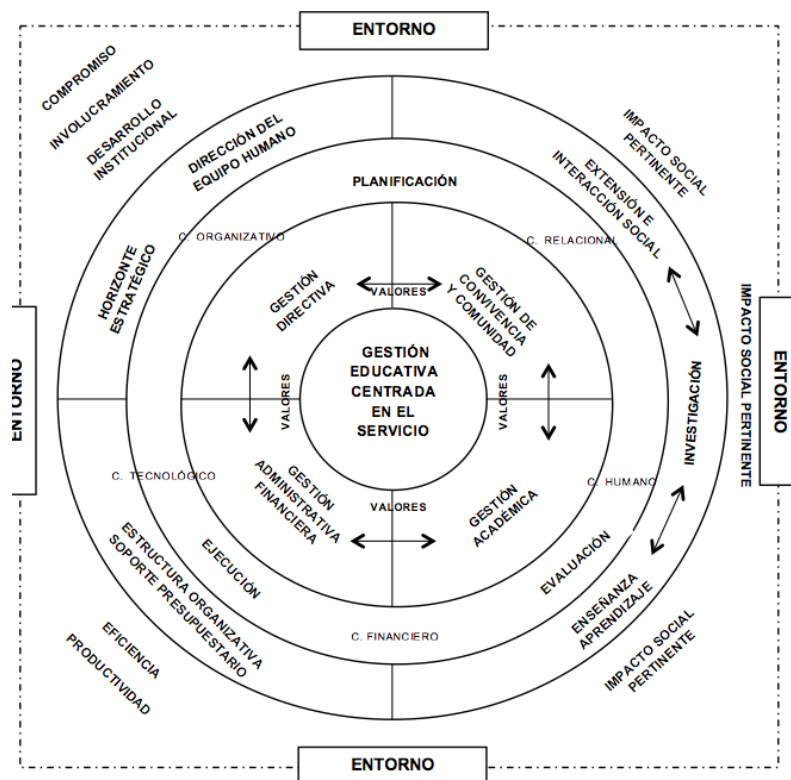 ENTORNO
COMPROMISO
INVOLUCRAMIENTO
DESARROLLO
INSTITUCIONAL
DIRECCIÓN DEL
EQUIPO HUMANO
HORIZONTE
ESTRATÉGICO
PLANIFICACIÓN
C. ORGANIZATIVO
C. RELACIONAL
EXTENSIÓN E
INTERACCIÓN SOCIAL
IMPACTO SOCIAL
PERTINENTE
GESTIÓN
DIRECTIVA
VALORES
GESTIÓN DE
CONVIVENCIA
Y COMUNIDAD
ENTORNO
VALORES
GESTIÓN
EDUCATIVA
CENTRADA
EN EL
SERVICIO
VALORES
INVESTIGACIÓN
IMPACTO SOCIAL PERTINENTE
ENTORNO
C. TECNOLÓGICO
GESTIÓN
ADMINISTRATIVA
FINANCIERA
VALORES
GESTIÓN
ACADÉMICA
C. HUMANO
EJECUCIÓN
EVALUACIÓN
ESTRUCTURA ORGANIZATIVA
SOPORTE PRESUPUESTARIO
C. FINANCIERO
ENSEÑANZA
APRENDIZAJE
EFICIENCIA
PRODUCTIVIDAD
IMPACTO SOCIAL
PERTINENTE
ENTORNO